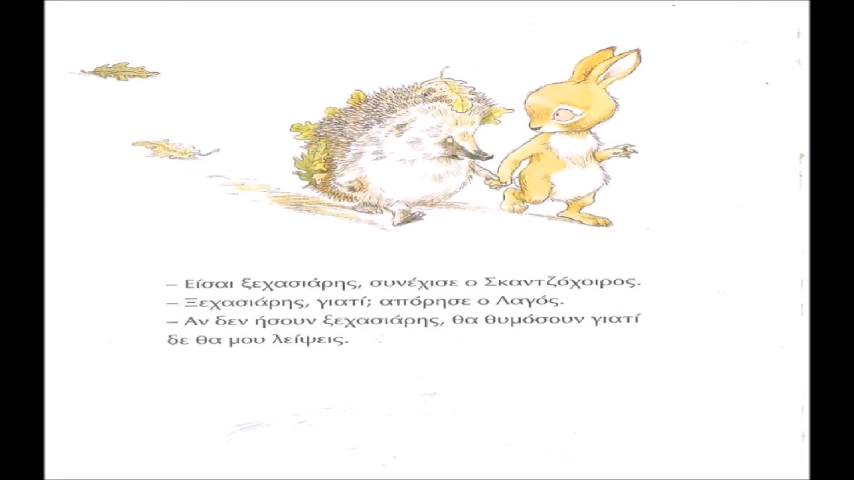 – Είσαι ξεχασιάρης, συνέχισε ο Σκαντζόχοιρος.
– Ξεχασιάρης, γιατί; απόρησε ο Λαγός.
– Αν δεν ήσουν ξεχασιάρης, θα θυμόσουν γιατί
δε θα μου λείψεις.